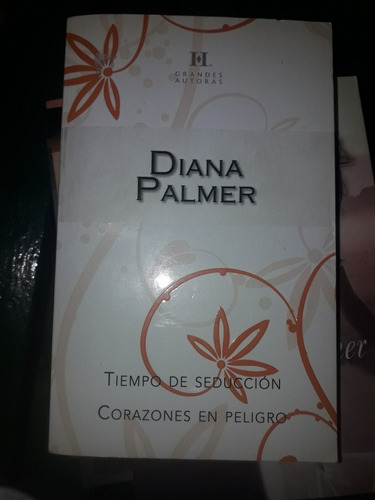 H
GRANDES
AUTORAS
DIANA
PALMER
TIEMPO DE SEDUCCIÓN
CORAZONES EN PELIGRO